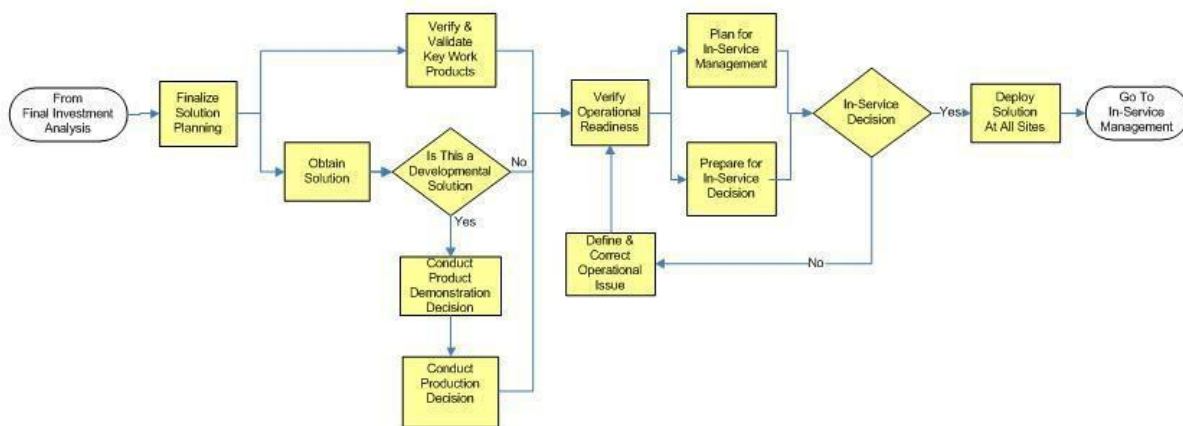 From
Final Investment
Analysis
Finalize
Solution
Planning
Verify &
Validate
Key Work
Products
Obtain
Solution
Is This a
Developmental
Solution
No
Yes
Conduct
Product
Demonstration
Decision
Conduct
Production
Decision
Verify
Operational
Readiness
Plan for
In-Service
Management
Prepare for
In-Service
Decision
Define &
Correct
Operational
Issue
In-Service
Decision
No
Yes
Deploy
Solution
At All Sites
Go To
In-Service
Management